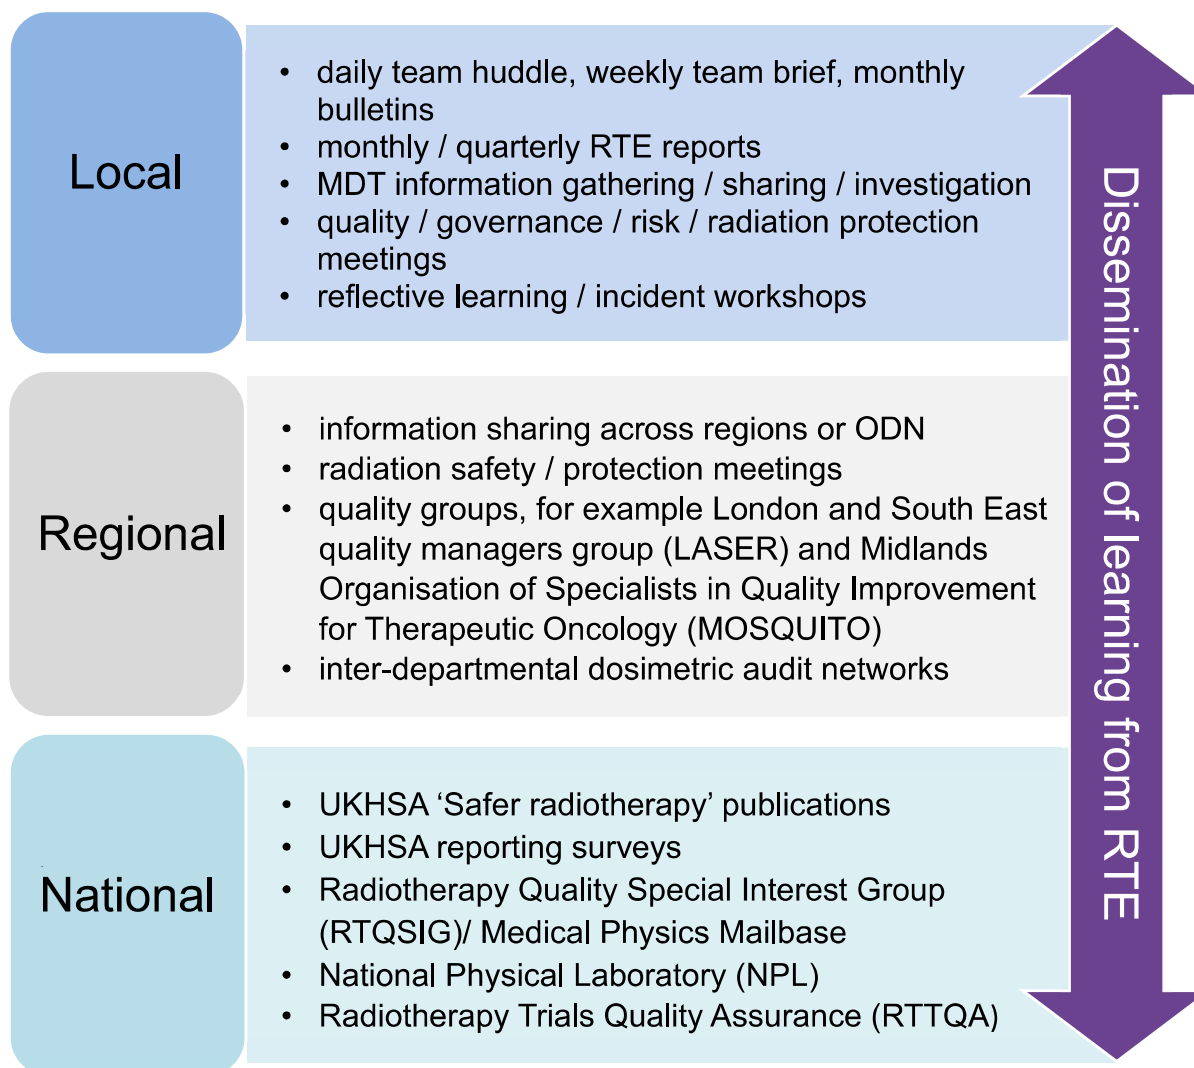 Local
• daily team huddle, weekly team brief, monthly
bulletins
• monthly / quarterly RTE reports
• MDT information gathering / sharing / investigation
• quality / governance / risk / radiation protection
meetings
• reflective learning / incident workshops
Regional
• information sharing across regions or ODN
• radiation safety / protection meetings
• quality groups, for example London and South East
quality managers group (LASER) and Midlands
Organisation of Specialists in Quality Improvement
for Therapeutic Oncology (MOSQUITO)
• inter-departmental dosimetric audit networks
National
• UKHSA ‘Safer radiotherapy’ publications
• UKHSA reporting surveys
• Radiotherapy Quality Special Interest Group
(RTQSIG)/ Medical Physics Mailbase
• National Physical Laboratory (NPL)
• Radiotherapy Trials Quality Assurance (RTTQA)
Dissemination of learning from RTE